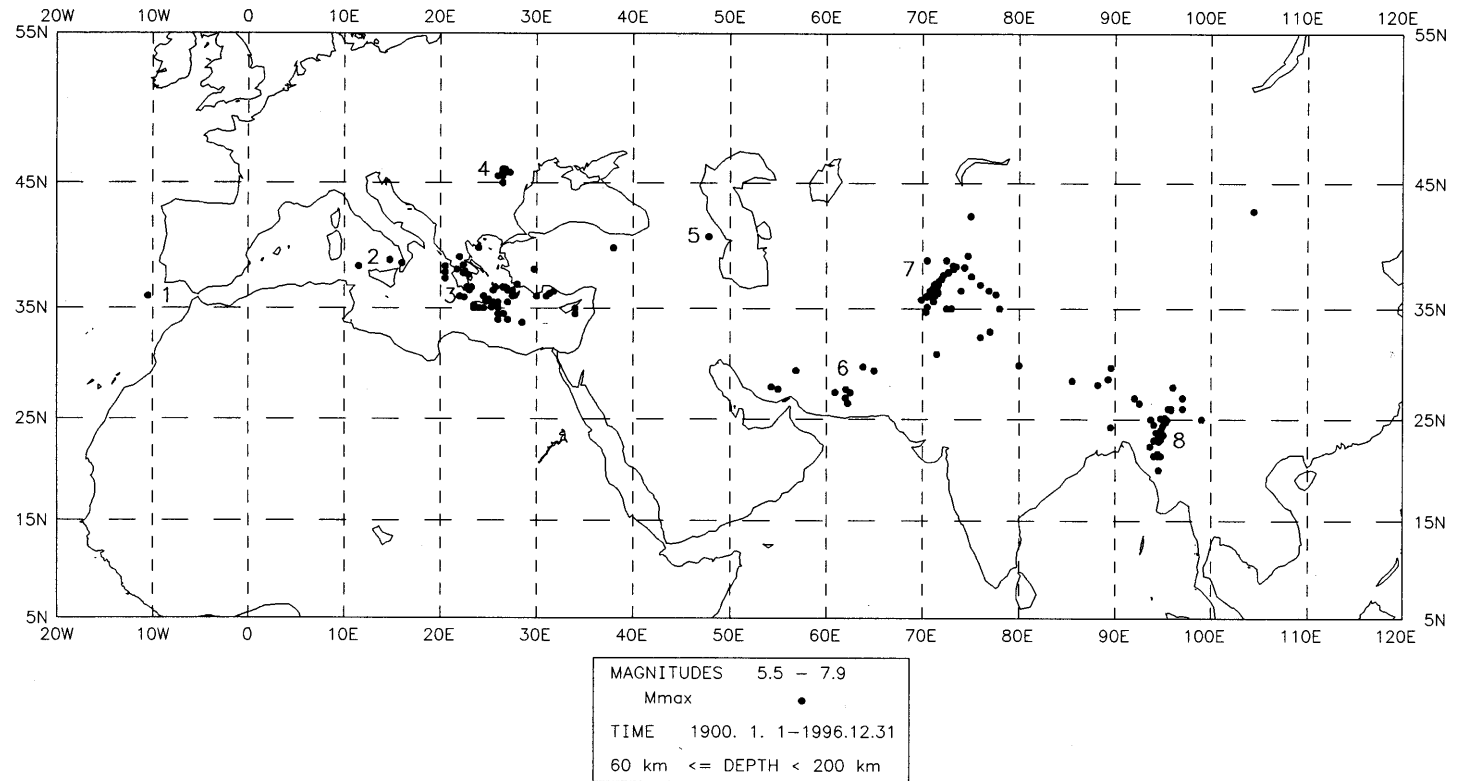 20W 10W 0 10E 20E 30E 40E 50E 60E 70E 80E 90E 100E 110E 120E
55N 55N
4
45N 45N
5
2
7
1
3
35N 35N
6
25N 25N
8
15N 15N
5N 5N
20W 10W 0 10E 20E 30E 40E 50E 60E 70E 80E 90E 100E 110E 120E
MAGNITUDES 5.5 – 7.9
Mmax
TIME 1900. 1. 1–1996.12.31
60 km <= DEPTH < 200 km